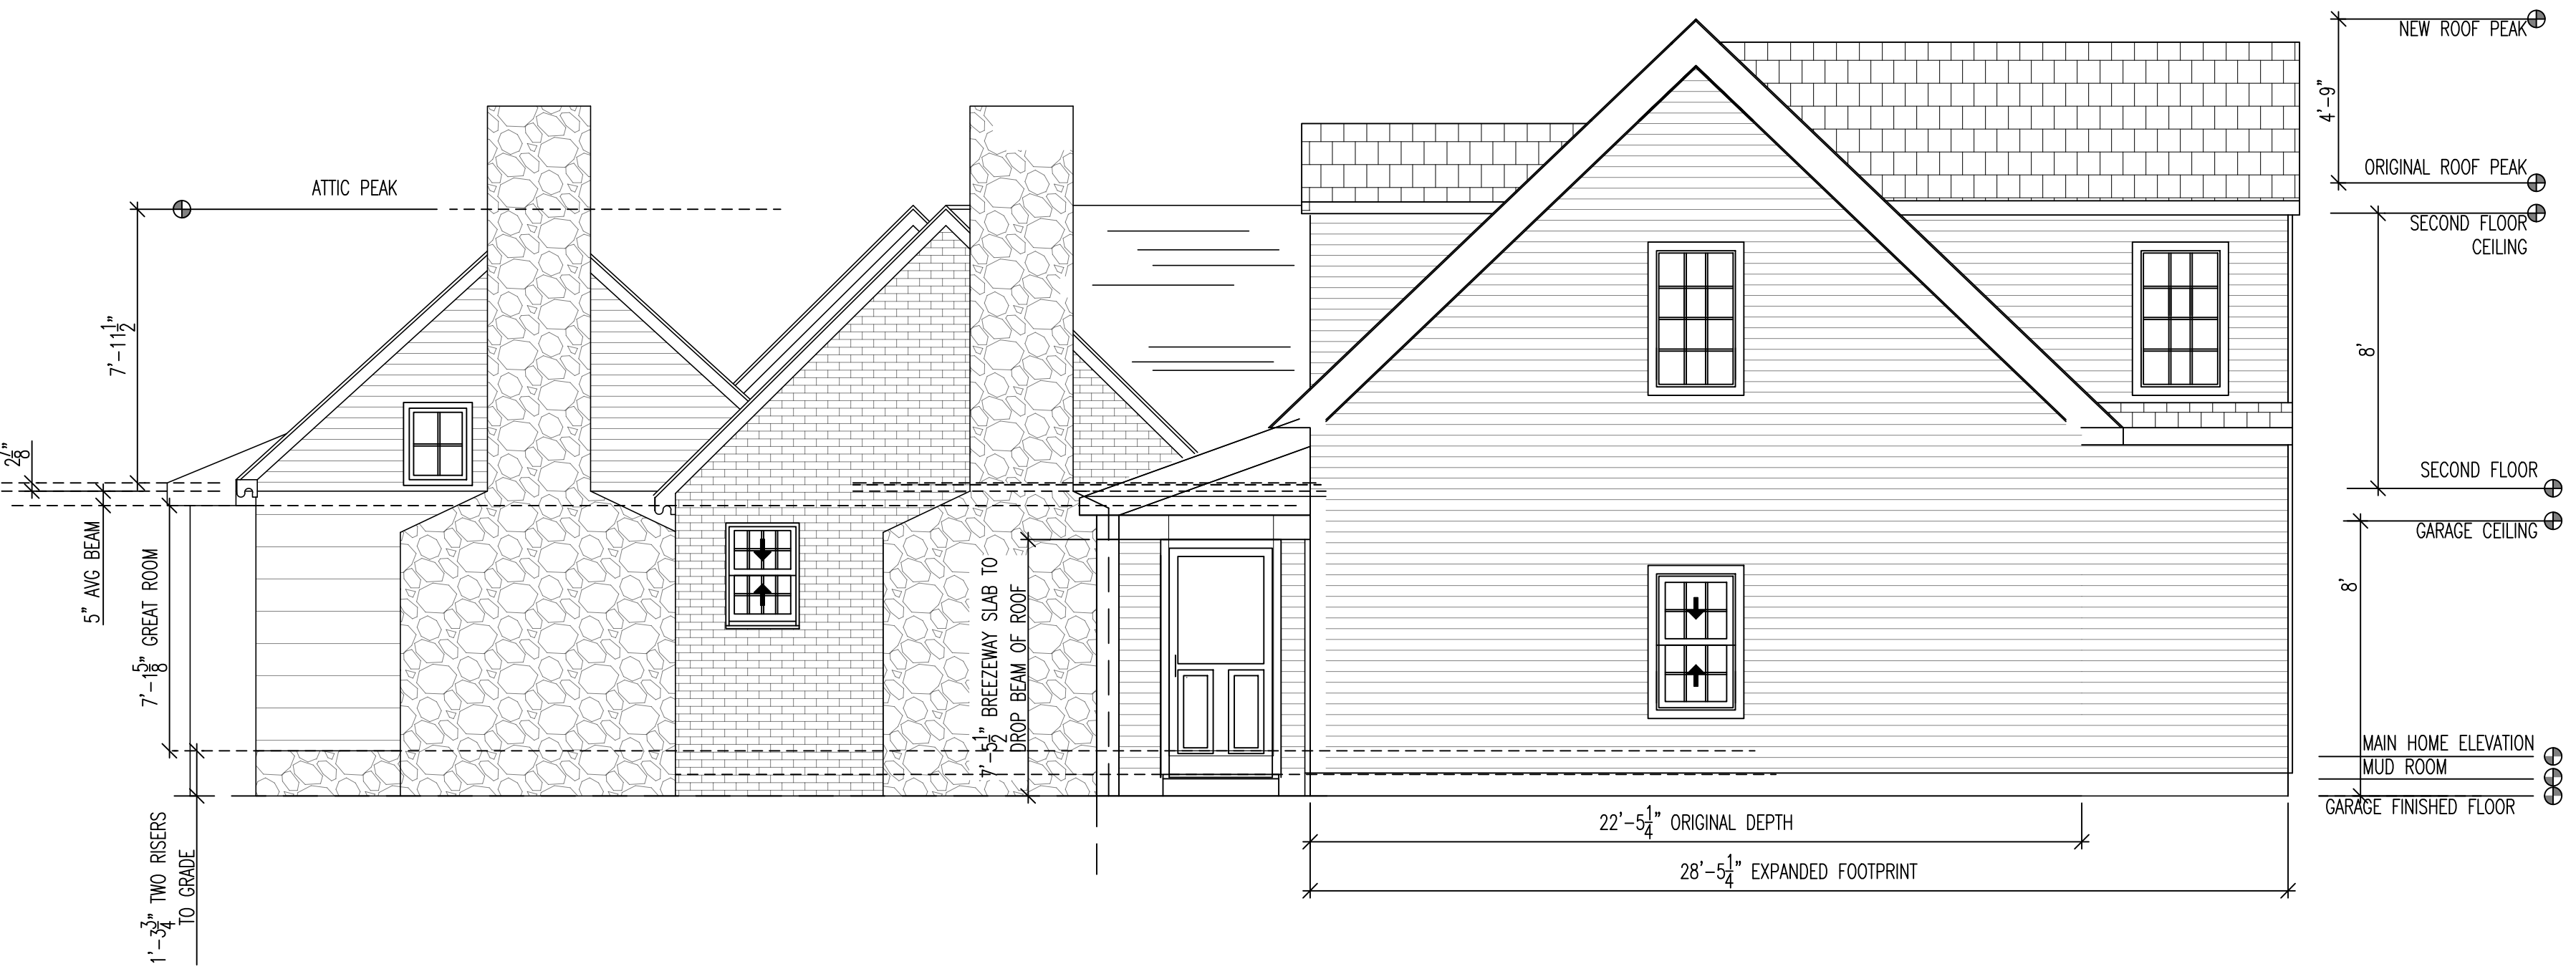 NEW ROOF PEAK
4'-9"
ORIGINAL ROOF PEAK
ATTIC PEAK
SECOND FLOOR
CEILING
7'-11 1/2"
8'
2 7/8"
SECOND FLOOR
GARAGE CEILING
5" AVG BEAM
7'-1 5/8" GREAT ROOM
7'-5 1/2" BREEZEWAY SLAB TO
DROP BEAM OF ROOF
8'
MAIN HOME ELEVATION
MUD ROOM
GARAGE FINISHED FLOOR
1'-3 3/4" TWO RISERS
TO GRADE
22'-5 1/4" ORIGINAL DEPTH
28'-5 1/4" EXPANDED FOOTPRINT